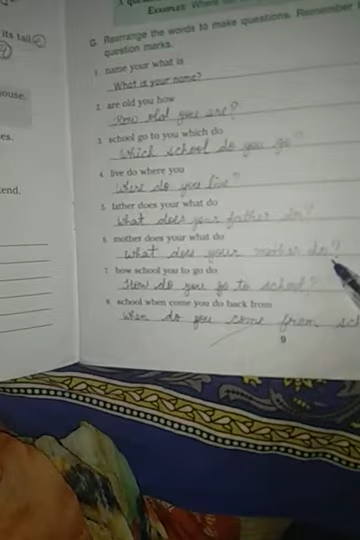 its tail
EXAMPLES: Where
G. Rearrange the words to make questions. Remember
question marks.
1. name your what is
What is your name?
2. are old you how
How old you are?
3. school go to you which do
Which school do you go?
4. live do where you
Where do you live?
ouse.
5. father does your what do
What does your father do?
es.
6. mother does your what do
What does your mother do?
end.
7. how school you to go do
How do you go to school?
8. school when come you do back from
When do you come from sch
9